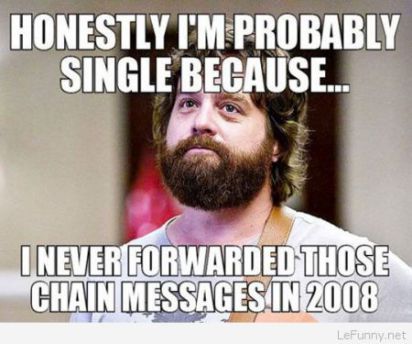 HONESTLY I'M PROBABLY
SINGLE BECAUSE...
I NEVER FORWARDED THOSE
CHAIN MESSAGES IN 2008
LeFunny.net